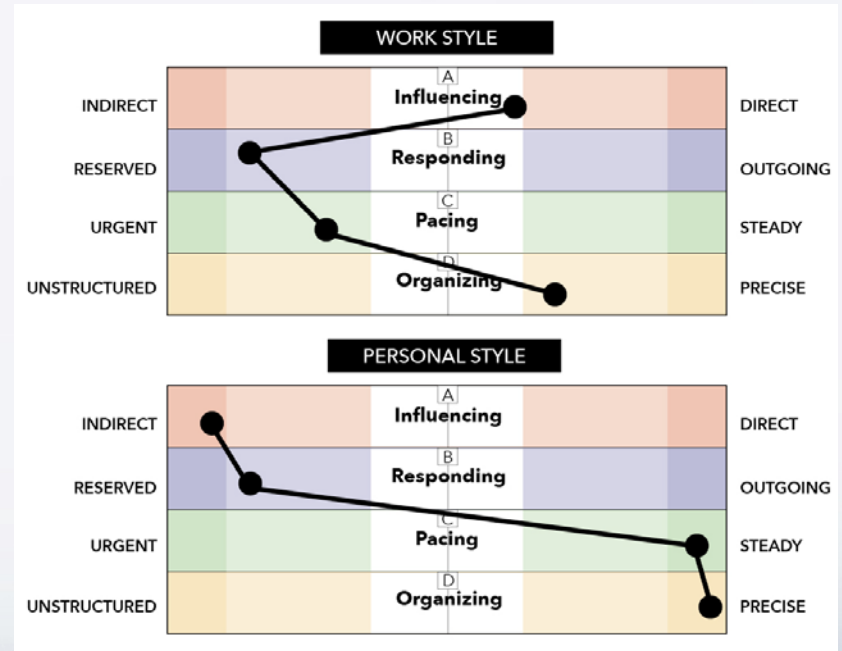 WORK STYLE
A
INDIRECT Influencing DIRECT
B
RESERVED Responding OUTGOING
C
URGENT Pacing STEADY
D
UNSTRUCTURED Organizing PRECISE
PERSONAL STYLE
A
INDIRECT Influencing DIRECT
B
RESERVED Responding OUTGOING
C
URGENT Pacing STEADY
D
UNSTRUCTURED Organizing PRECISE